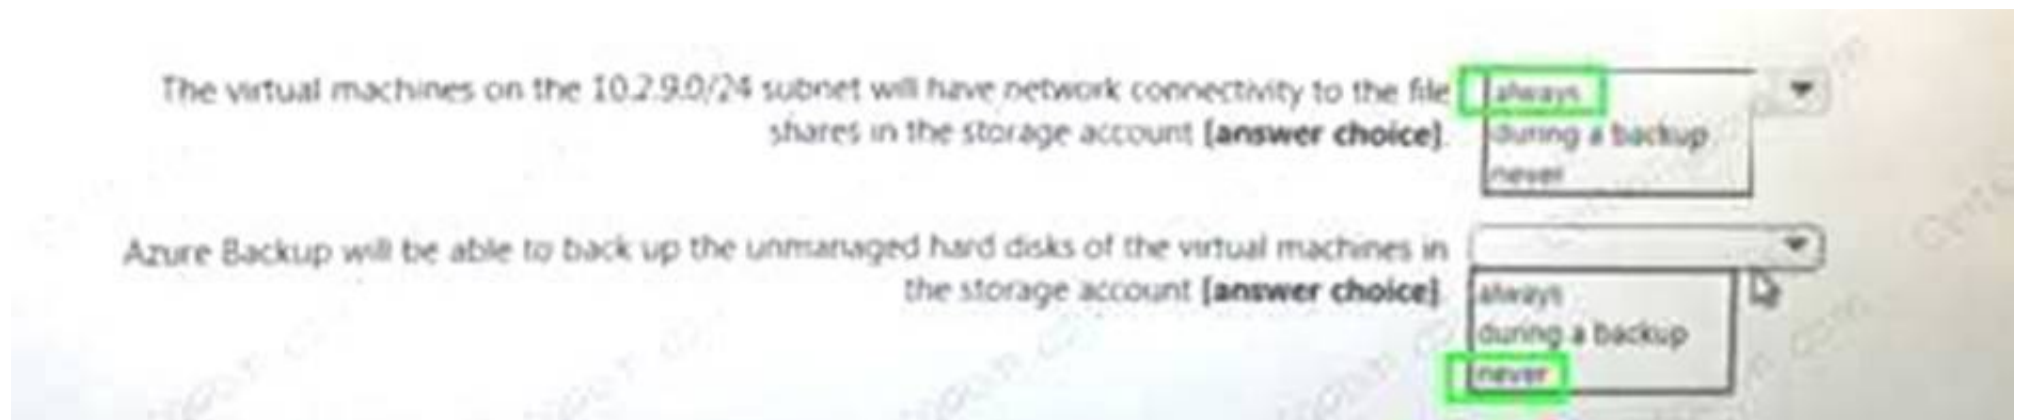 The virtual machines on the 10.2.9.0/24 subnet will have network connectivity to the file
always
shares in the storage account [answer choice].
during a backup
never
Azure Backup will be able to back up the unmanaged hard disks of the virtual machines in
the storage account [answer choice].
always
during a backup
never